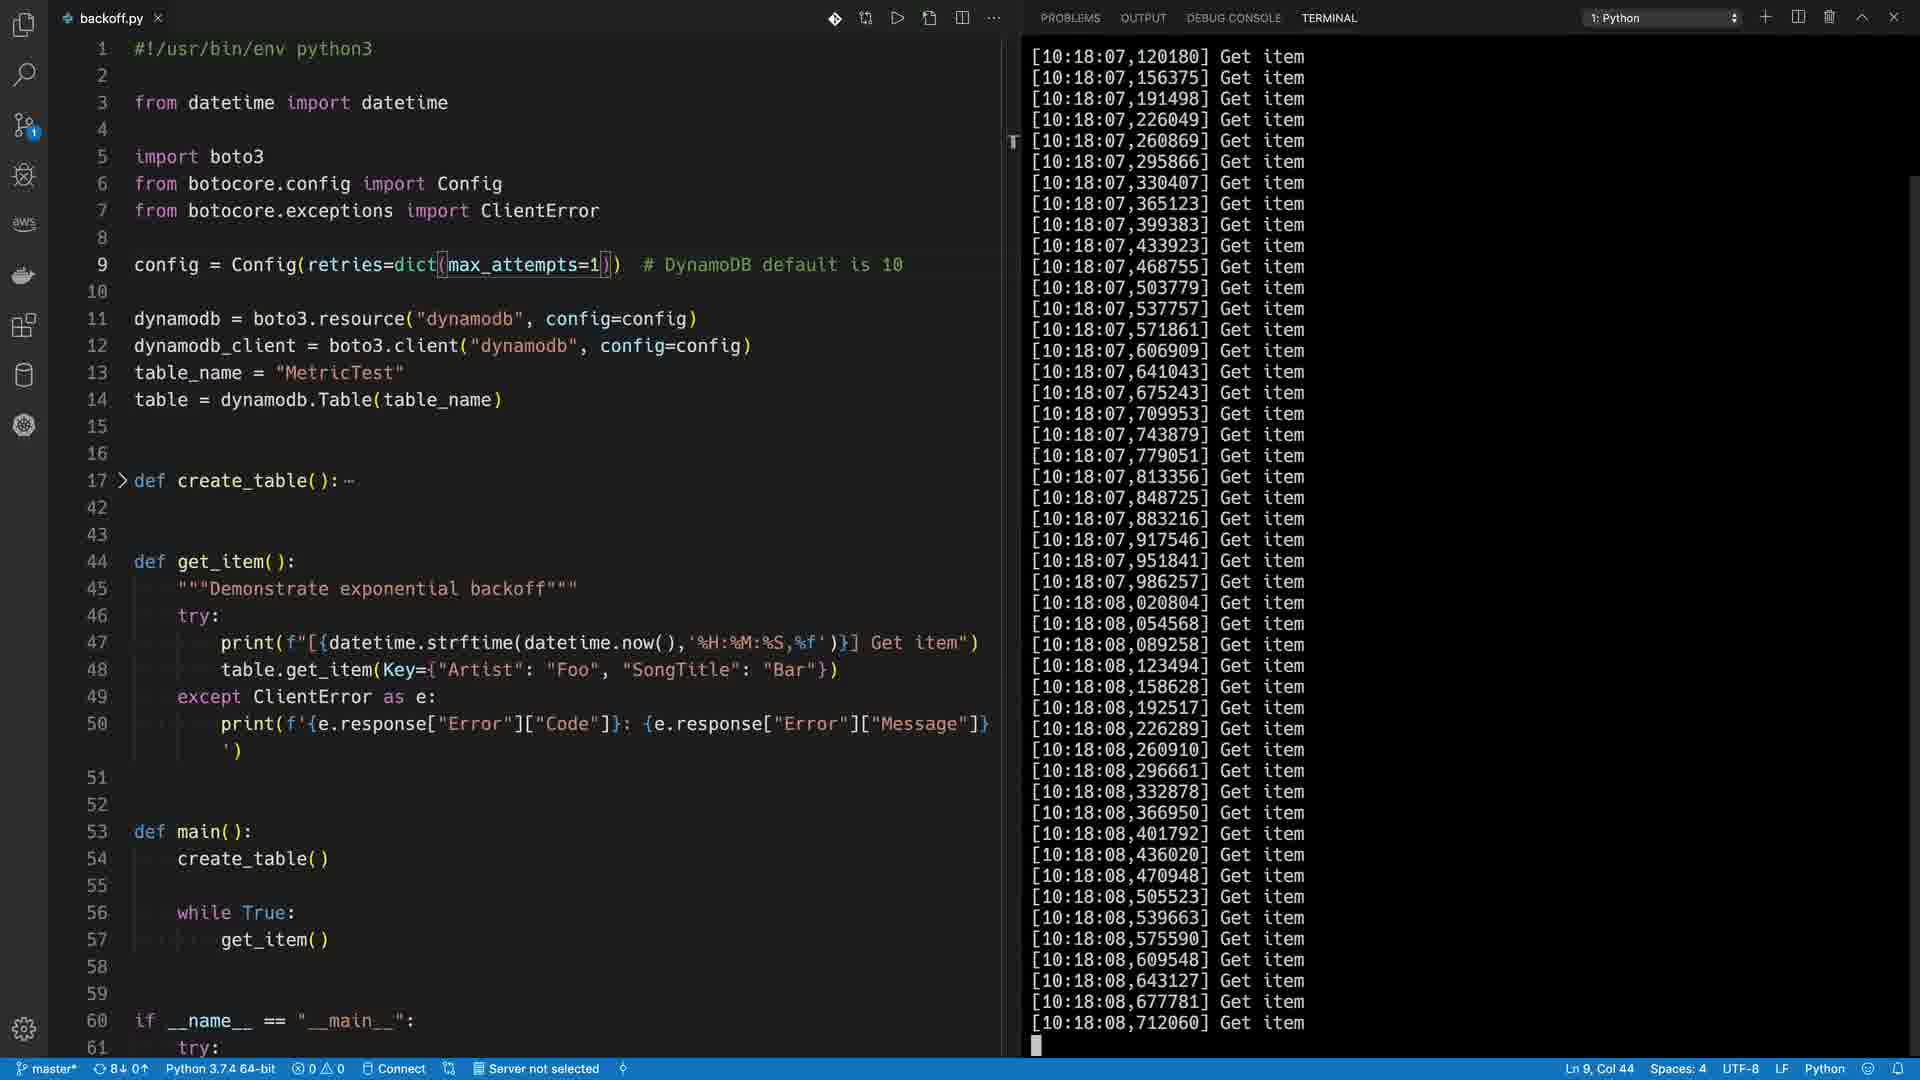 backoff.py
PROBLEMS OUTPUT DEBUG CONSOLE TERMINAL 1: Python
1 #!/usr/bin/env python3
2
3 from datetime import datetime
4
5 import boto3
6 from botocore.config import Config
7 from botocore.exceptions import ClientError
8
9 config = Config(retries=dict(max_attempts=1)) # DynamoDB default is 10
10
11 dynamodb = boto3.resource("dynamodb", config=config)
12 dynamodb_client = boto3.client("dynamodb", config=config)
13 table_name = "MetricTest"
14 table = dynamodb.Table(table_name)
15
16
17 def create_table():
42
43
44 def get_item():
45 """Demonstrate exponential backoff"""
46 try:
47 print(f"[{datetime.strftime(datetime.now(),'%H:%M:%S,%f')}] Get item")
48 table.get_item(Key={"Artist": "Foo", "SongTitle": "Bar"})
49 except ClientError as e:
50 print(f'{e.response["Error"]["Code"]}: {e.response["Error"]["Message"]}
')
51
52
53 def main():
54 create_table()
55
56 while True:
57 get_item()
58
59
60 if __name__ == "__main__":
61 try:
1
aws
[10:18:07,120180] Get item
[10:18:07,156375] Get item
[10:18:07,191498] Get item
[10:18:07,226049] Get item
[10:18:07,260869] Get item
[10:18:07,295866] Get item
[10:18:07,330407] Get item
[10:18:07,365123] Get item
[10:18:07,399383] Get item
[10:18:07,433923] Get item
[10:18:07,468755] Get item
[10:18:07,503779] Get item
[10:18:07,537757] Get item
[10:18:07,571861] Get item
[10:18:07,606909] Get item
[10:18:07,641043] Get item
[10:18:07,675243] Get item
[10:18:07,709953] Get item
[10:18:07,743879] Get item
[10:18:07,779051] Get item
[10:18:07,813356] Get item
[10:18:07,848725] Get item
[10:18:07,883216] Get item
[10:18:07,917546] Get item
[10:18:07,951841] Get item
[10:18:07,986257] Get item
[10:18:08,020804] Get item
[10:18:08,054568] Get item
[10:18:08,089258] Get item
[10:18:08,123494] Get item
[10:18:08,158628] Get item
[10:18:08,192517] Get item
[10:18:08,226289] Get item
[10:18:08,260910] Get item
[10:18:08,296661] Get item
[10:18:08,332878] Get item
[10:18:08,366950] Get item
[10:18:08,401792] Get item
[10:18:08,436020] Get item
[10:18:08,470948] Get item
[10:18:08,505523] Get item
[10:18:08,539663] Get item
[10:18:08,575590] Get item
[10:18:08,609548] Get item
[10:18:08,643127] Get item
[10:18:08,677781] Get item
[10:18:08,712060] Get item
master* 8↓ 0↑ Python 3.7.4 64-bit 0 0 Connect Server not selected Ln 9, Col 44 Spaces: 4 UTF-8 LF Python